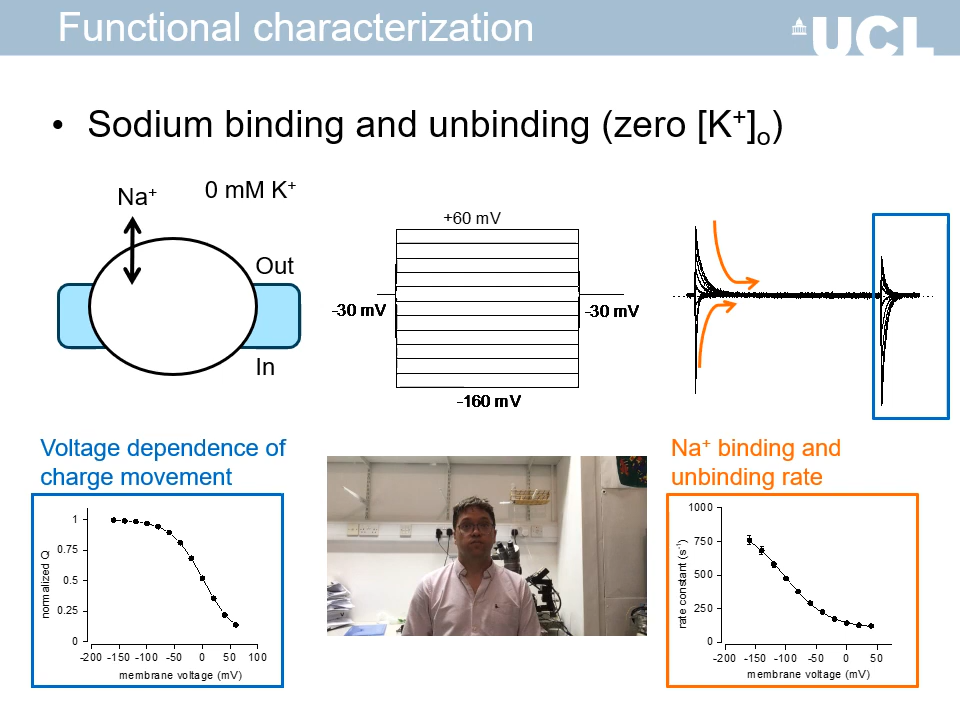 Functional characterization
UCL
• Sodium binding and unbinding (zero [K⁺]ₒ)
Na⁺
0 mM K⁺
Out
In
+60 mV
-30 mV
-30 mV
-160 mV
Voltage dependence of
charge movement
normalized Q
1
0.75
0.5
0.25
0
-200 -150 -100 -50 0 50 100
membrane voltage (mV)
Na⁺ binding and
unbinding rate
rate constant (s⁻¹)
1000
750
500
250
0
-200 -150 -100 -50 0 50
membrane voltage (mV)